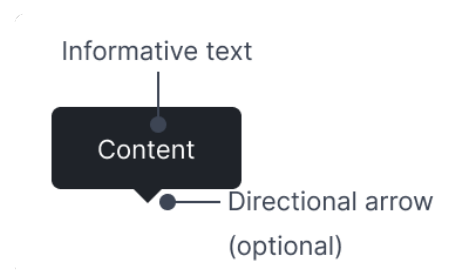 Informative text
Content
Directional arrow
(optional)